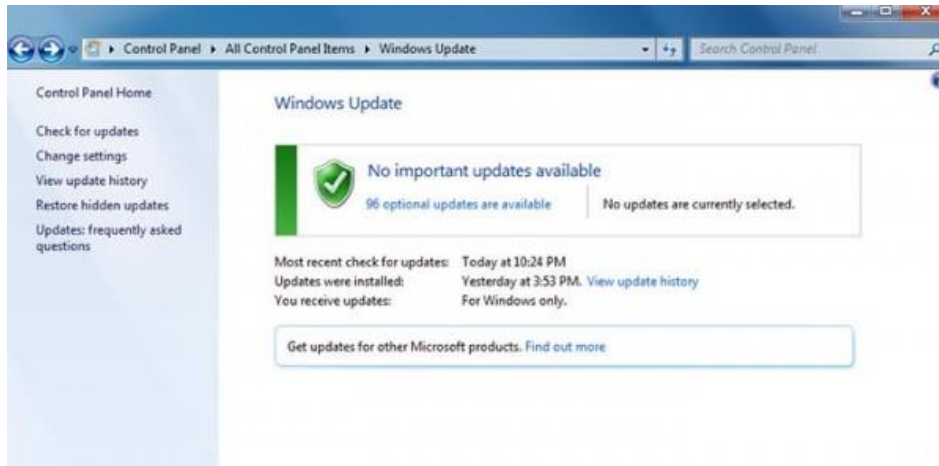 Control Panel ▸ All Control Panel Items ▸ Windows Update
Search Control Panel
Control Panel Home
Check for updates
Change settings
View update history
Restore hidden updates
Updates: frequently asked
questions
Windows Update
No important updates available
96 optional updates are available
No updates are currently selected.
Most recent check for updates: Today at 10:24 PM
Updates were installed: Yesterday at 3:53 PM. View update history
You receive updates: For Windows only.
Get updates for other Microsoft products. Find out more